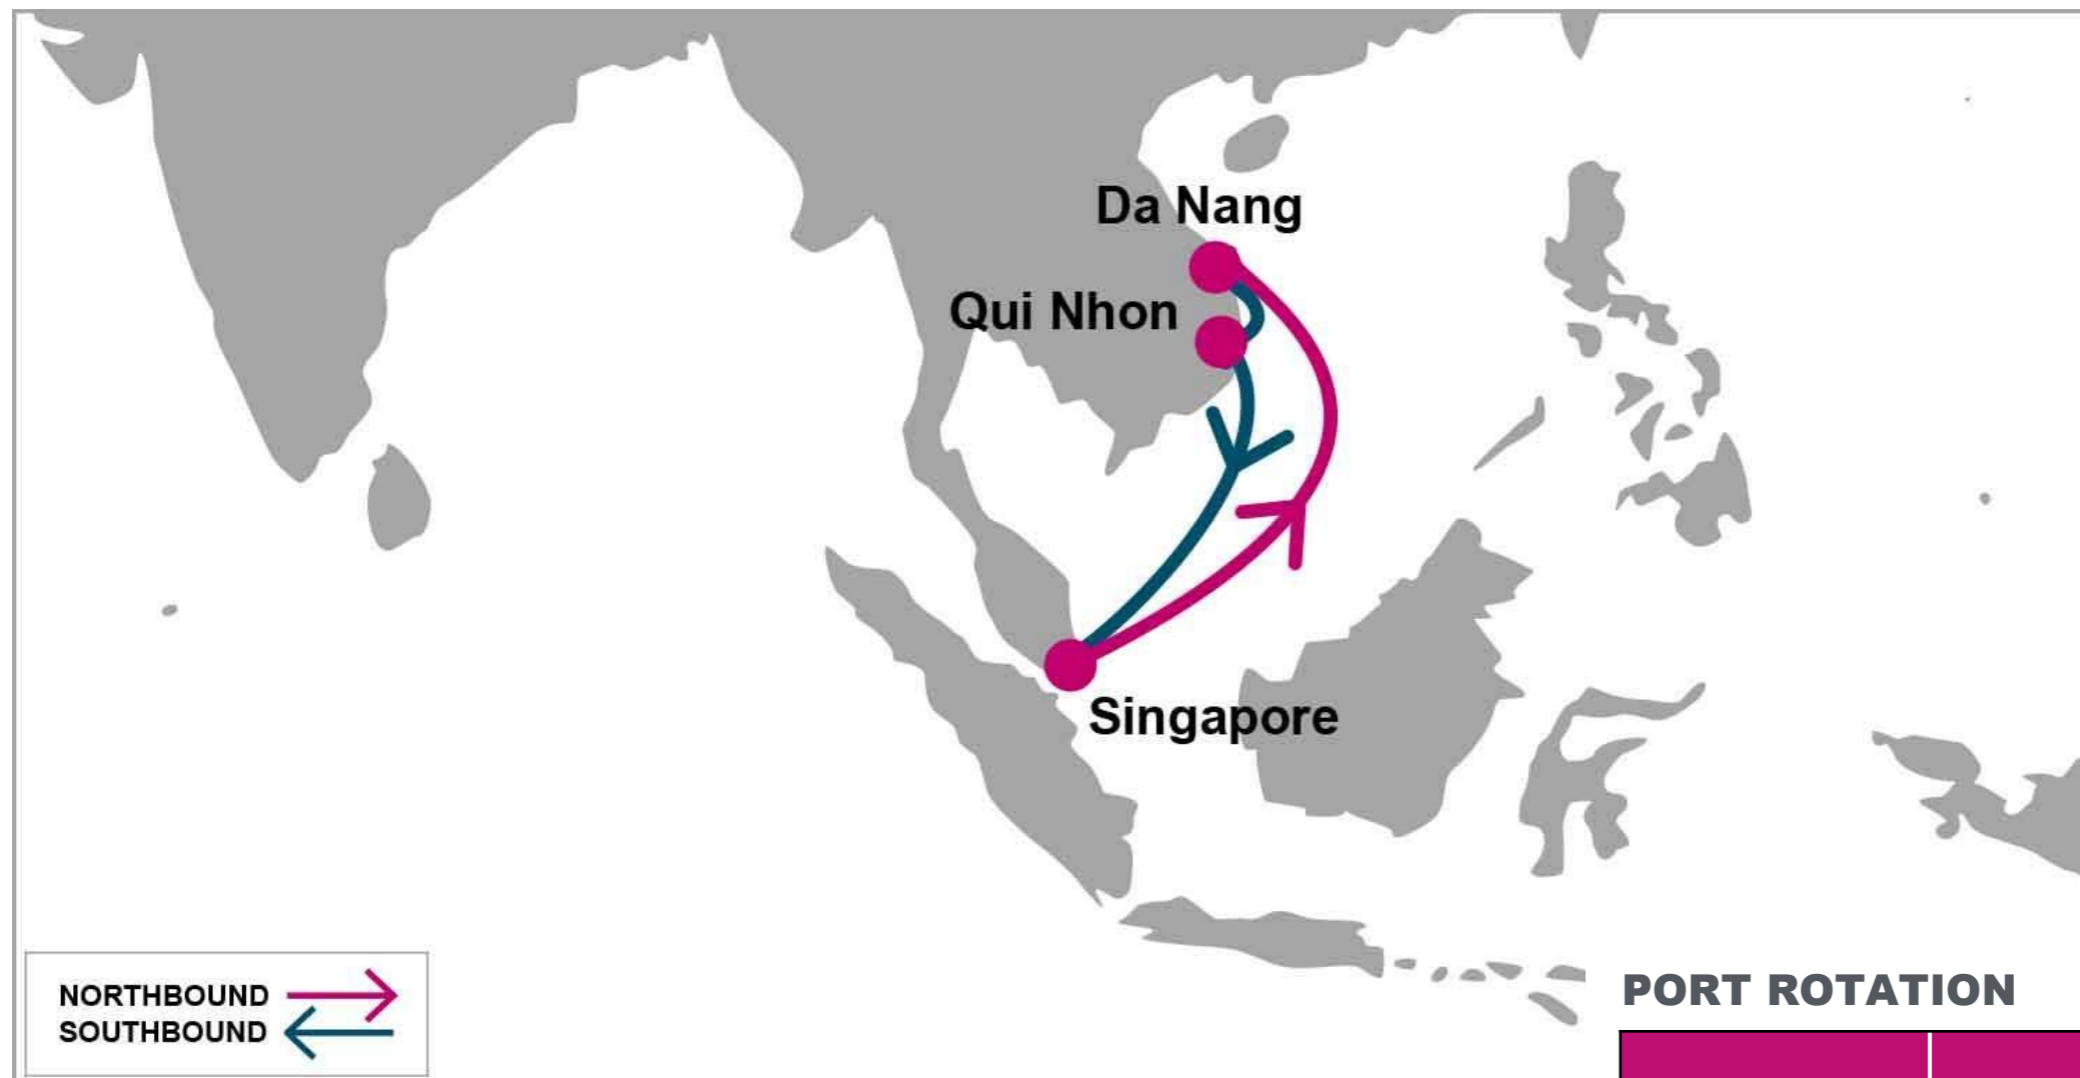 Da Nang
Qui Nhon
Singapore
NORTHBOUND
SOUTHBOUND
PORT ROTATION